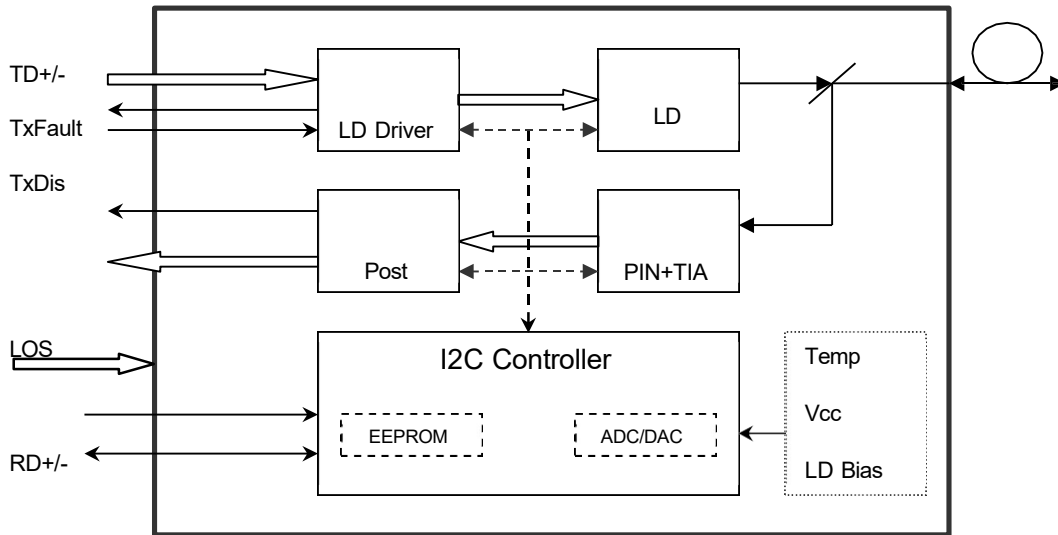 TD+/-
TxFault
TxDis
LOS
RD+/-
LD Driver
LD
Post
PIN+TIA
I2C Controller
EEPROM
ADC/DAC
Temp
Vcc
LD Bias